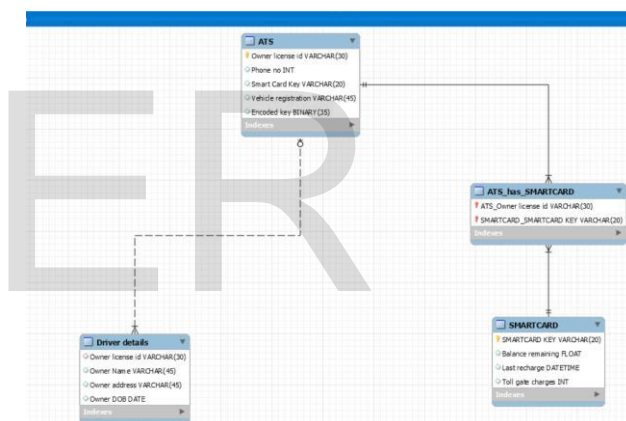 ATS
Owner license id VARCHAR(30)
Phone no INT
Smart Card Key VARCHAR(20)
Vehicle registration VARCHAR(45)
Encoded key BINARY(35)
Indexes
ER
ATS_has_SMARTCARD
ATS_Owner license id VARCHAR(30)
SMARTCARD_SMARTCARD KEY VARCHAR(20)
Indexes
Driver details
Owner license id VARCHAR(30)
Owner Name VARCHAR(45)
Owner address VARCHAR(45)
Owner DOB DATE
Indexes
SMARTCARD
SMARTCARD KEY VARCHAR(20)
Balance remaining FLOAT
Last recharge DATETIME
Toll gate charges INT
Indexes